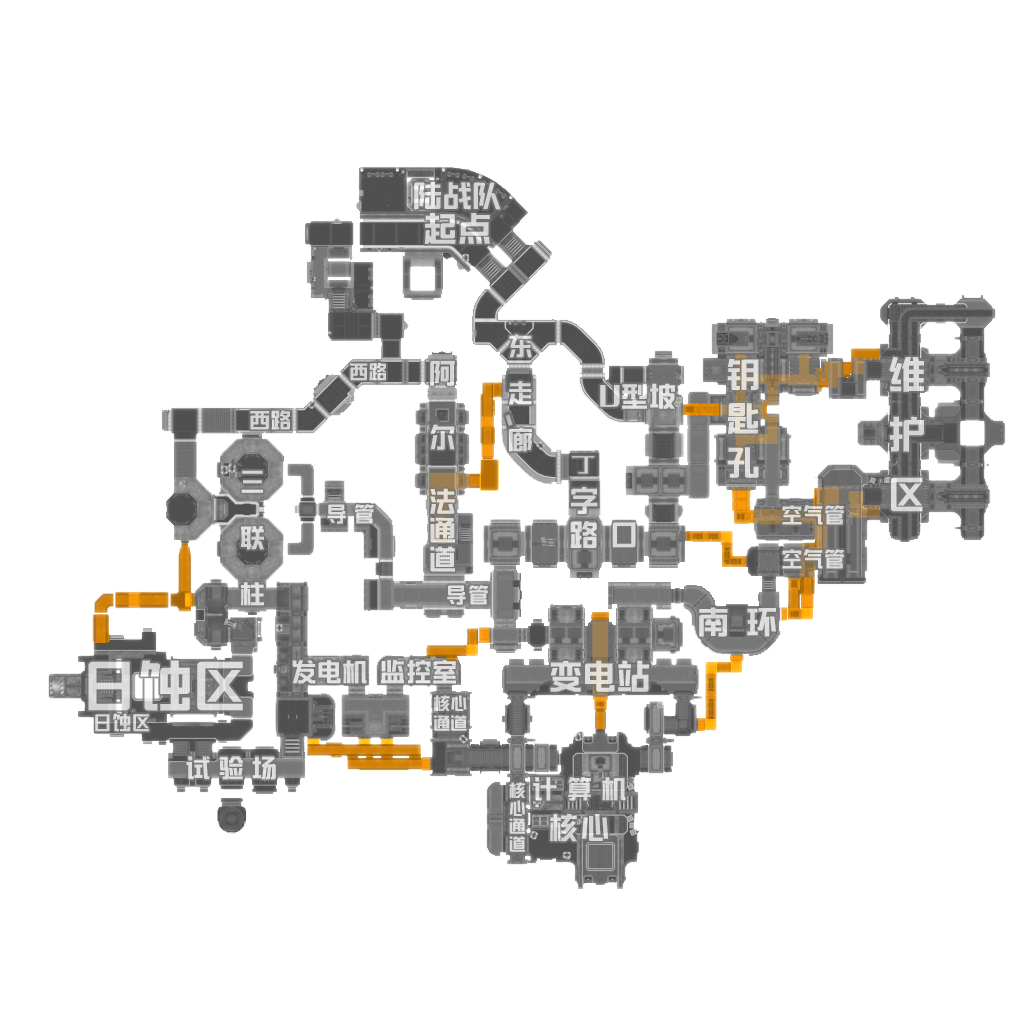 陆战队
起点
东
走
廊
西路
阿
尔
法
通
道
U型坡
钥
匙
孔
维
护
区
西路
丁
字
路口
导管
空气管
空气管
联
柱
导管
南环
日蚀区
日蚀区
发电机
监控室
变电站
核心
通道
试验场
核
心
通
道
计算机
核心